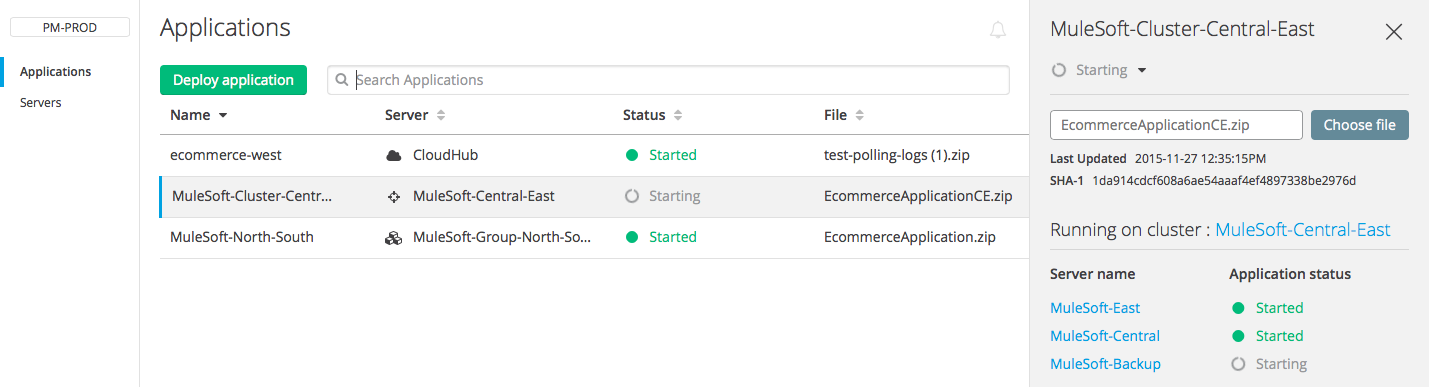 PM-PROD
Applications
Servers
Applications
Deploy application
Search Applications
Name Server Status File
ecommerce-west CloudHub Started test-polling-logs (1).zip
MuleSoft-Cluster-Centr... MuleSoft-Central-East Starting EcommerceApplicationCE.zip
MuleSoft-North-South MuleSoft-Group-North-So... Started EcommerceApplication.zip
MuleSoft-Cluster-Central-East
Starting
EcommerceApplicationCE.zip Choose file
Last Updated 2015-11-27 12:35:15PM
SHA-1 1da914cdcf608a6ae54aaaf4ef4897338be2976d
Running on cluster : MuleSoft-Central-East
Server name Application status
MuleSoft-East Started
MuleSoft-Central Started
MuleSoft-Backup Starting